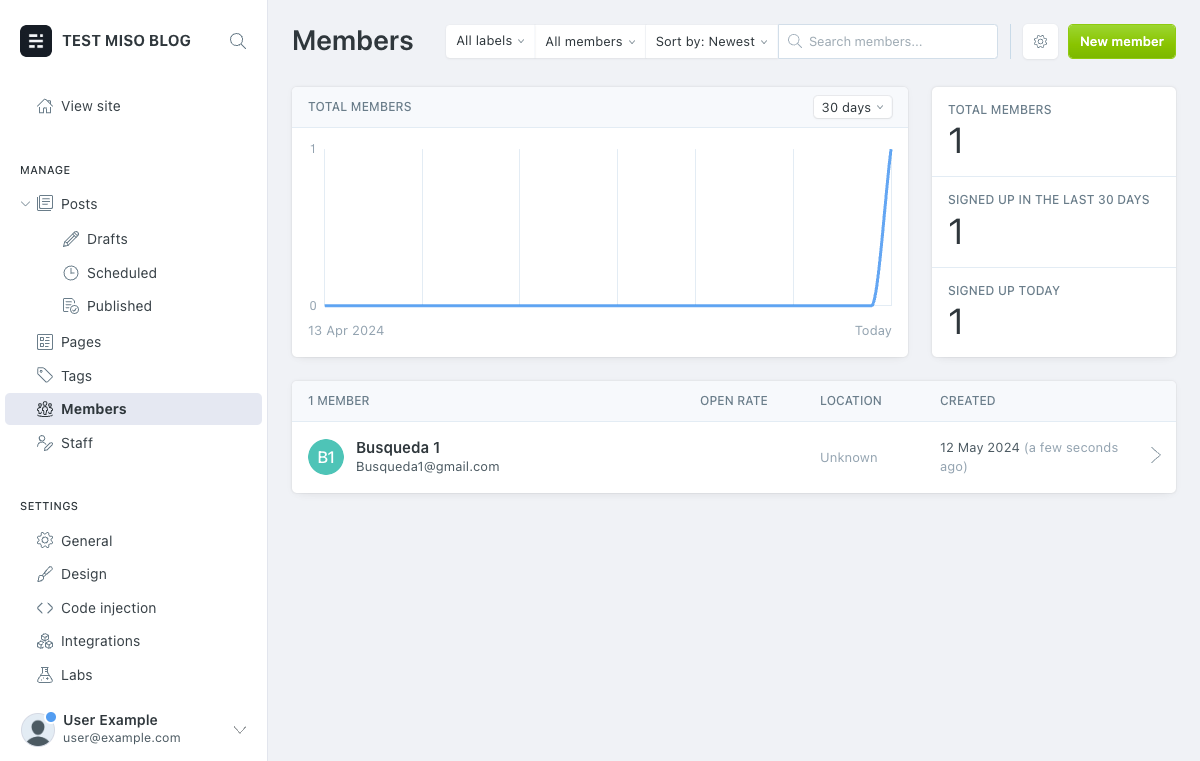 TEST MISO BLOG
View site
MANAGE
Posts
Drafts
Scheduled
Published
Pages
Tags
Members
Staff
SETTINGS
General
Design
Code injection
Integrations
Labs
User Example
user@example.com
Members
All labels
All members
Sort by: Newest
Search members...
New member
TOTAL MEMBERS
30 days
1
0
13 Apr 2024
Today
TOTAL MEMBERS
1
SIGNED UP IN THE LAST 30 DAYS
1
SIGNED UP TODAY
1
1 MEMBER
OPEN RATE
LOCATION
CREATED
B1
Busqueda 1
Busqueda1@gmail.com
Unknown
12 May 2024 (a few seconds
ago)